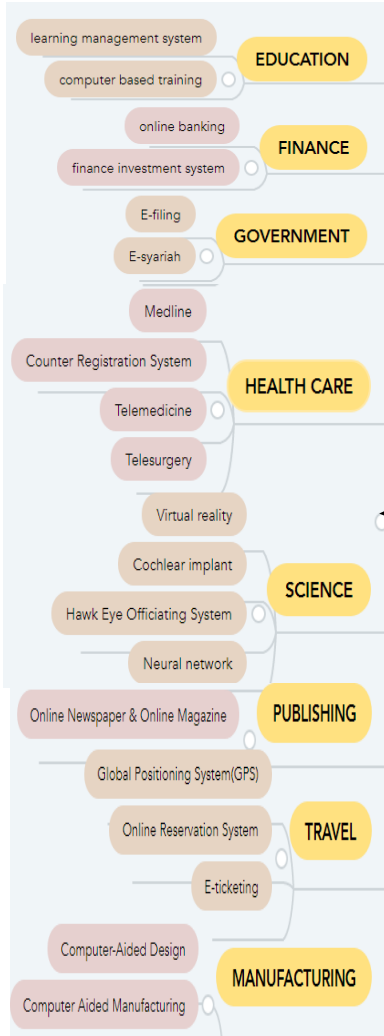 learning management system
EDUCATION
computer based training
online banking
FINANCE
finance investment system
E-filing
GOVERNMENT
E-syariah
Medline
Counter Registration System
HEALTH CARE
Telemedicine
Telesurgery
Virtual reality
Cochlear implant
SCIENCE
Hawk Eye Officiating System
Neural network
Online Newspaper & Online Magazine
PUBLISHING
Global Positioning System(GPS)
Online Reservation System
TRAVEL
E-ticketing
Computer-Aided Design
MANUFACTURING
Computer Aided Manufacturing